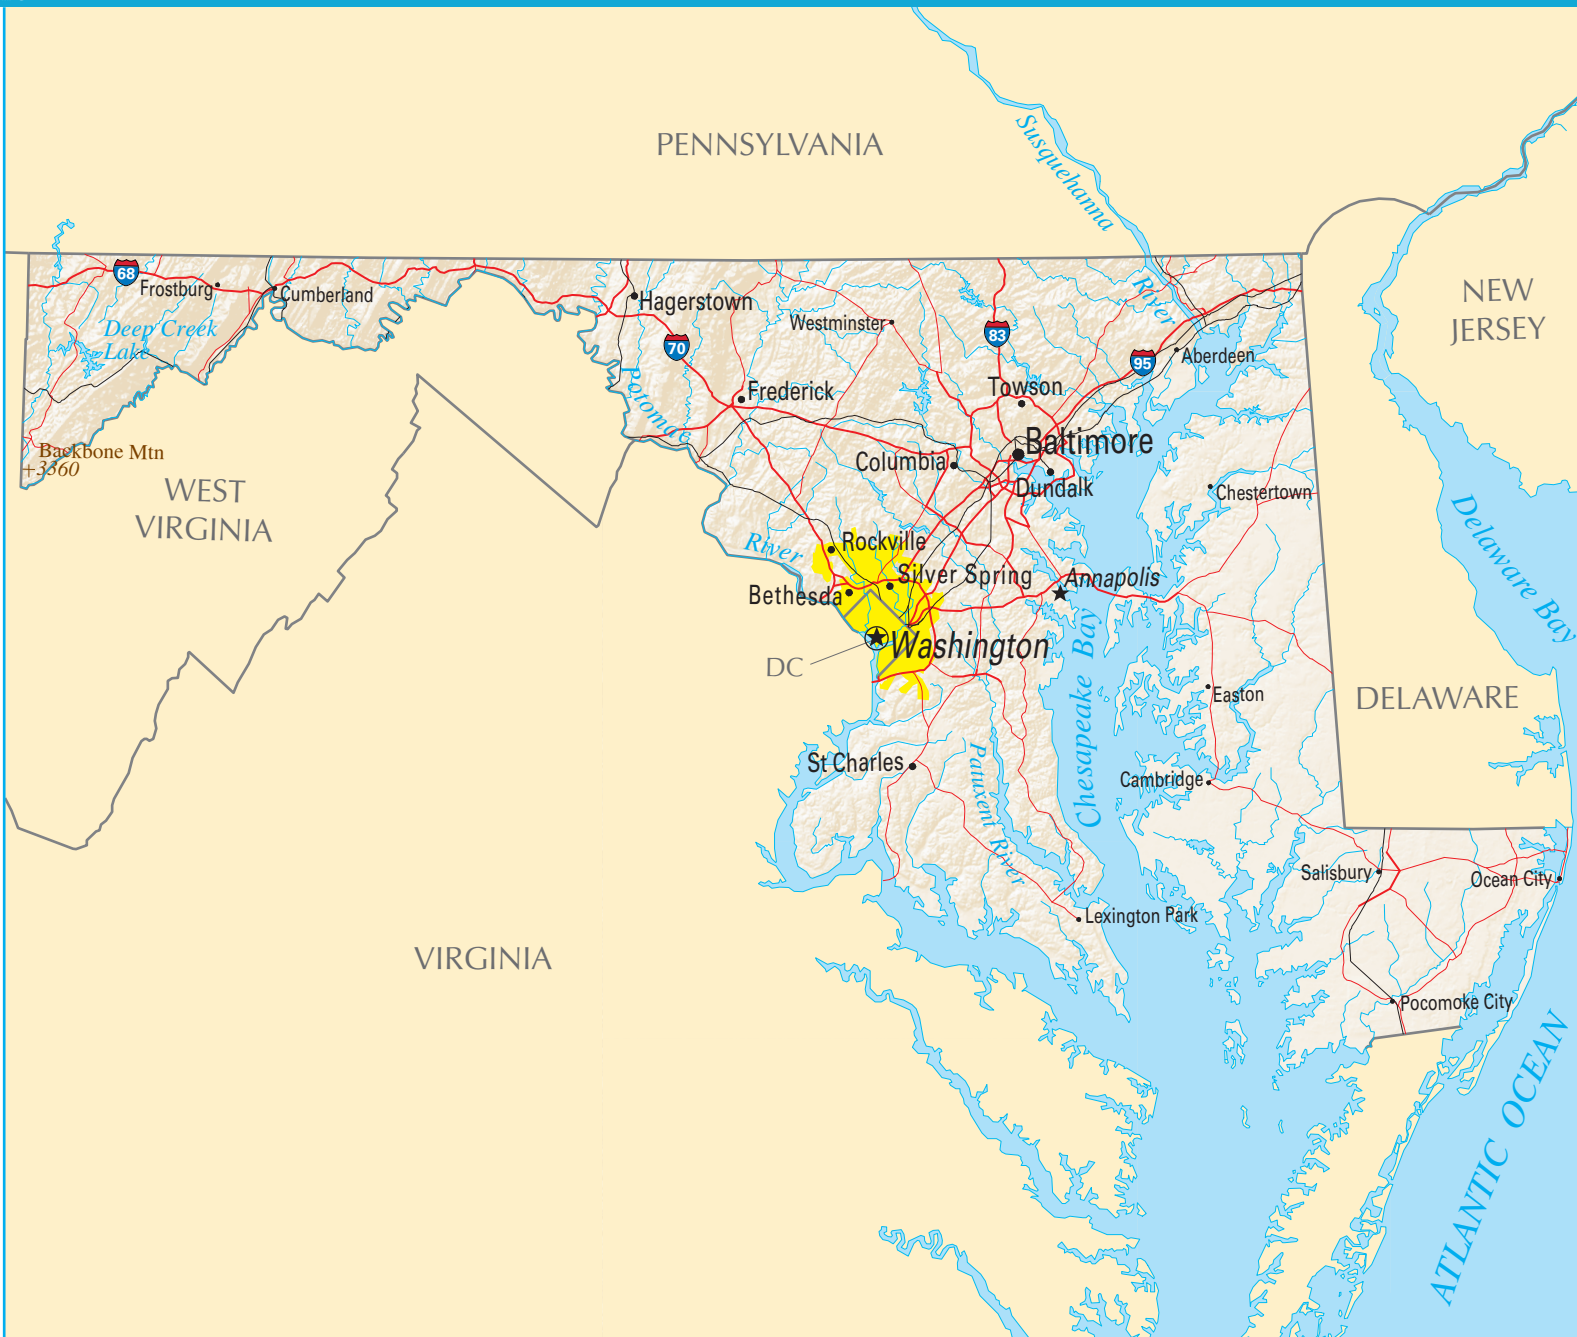 PENNSYLVANIA
Susquehanna
River
NEW
JERSEY
68
Frostburg
Cumberland
Deep Creek
Lake
Hagerstown
70
Westminster
83
95
Aberdeen
Potomac
River
Frederick
Towson
Baltimore
Columbia
Dundalk
Backbone Mtn
+3360
WEST
VIRGINIA
Chestertown
Delaware Bay
Rockville
Silver Spring
Bethesda
Annapolis
Washington
DC
Chesapeake Bay
Easton
DELAWARE
St Charles
Patuxent River
Cambridge
Salisbury
Ocean City
Lexington Park
VIRGINIA
Pocomoke City
ATLANTIC OCEAN